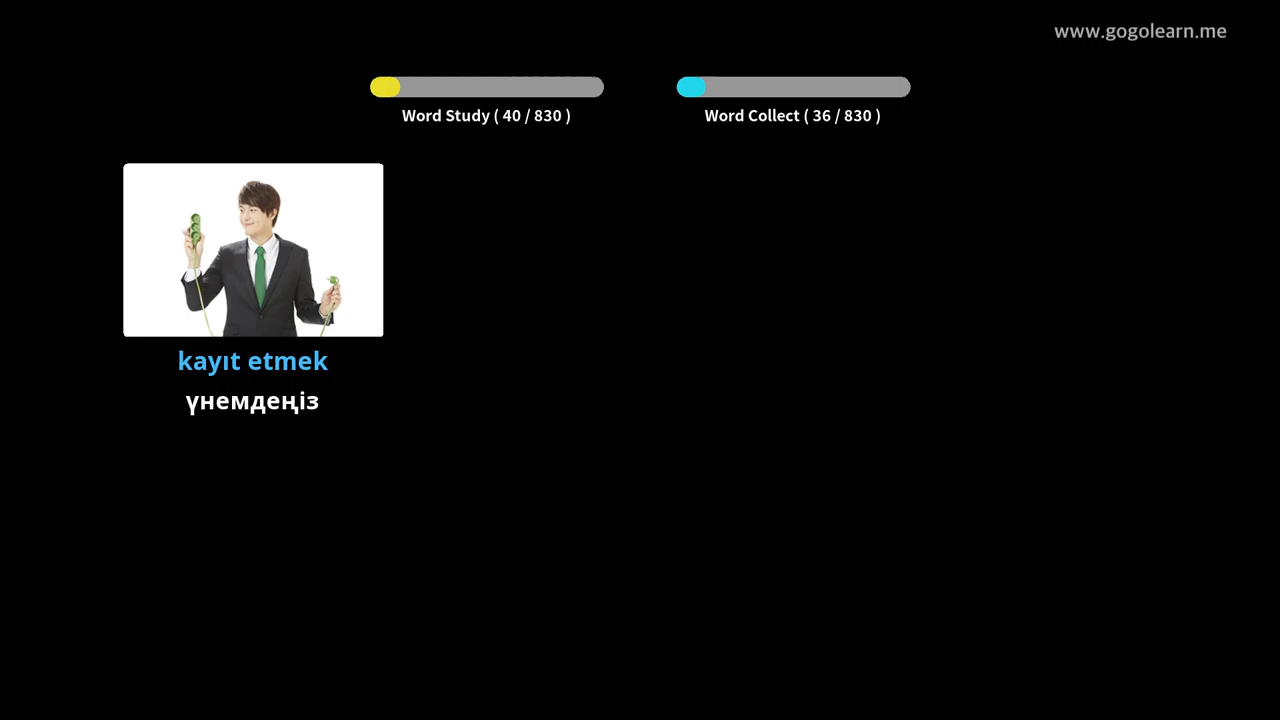 www.gogolearn.me
Word Study ( 40 / 830 )
Word Collect ( 36 / 830 )
kayıt etmek
үнемдеңіз